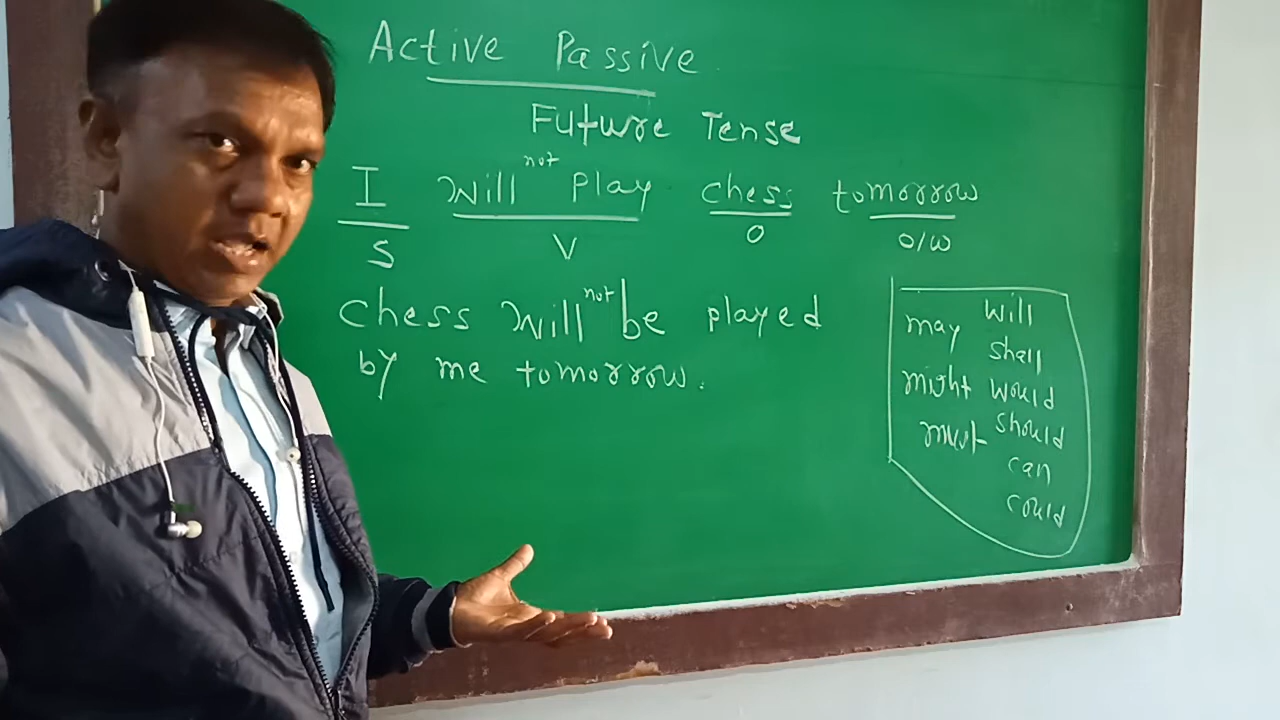 Active Passive
Future Tense
I will not play chess tomorrow
S V O O/W
chess will not be played
by me tomorrow.
may will
shall
might would
must should
can
could